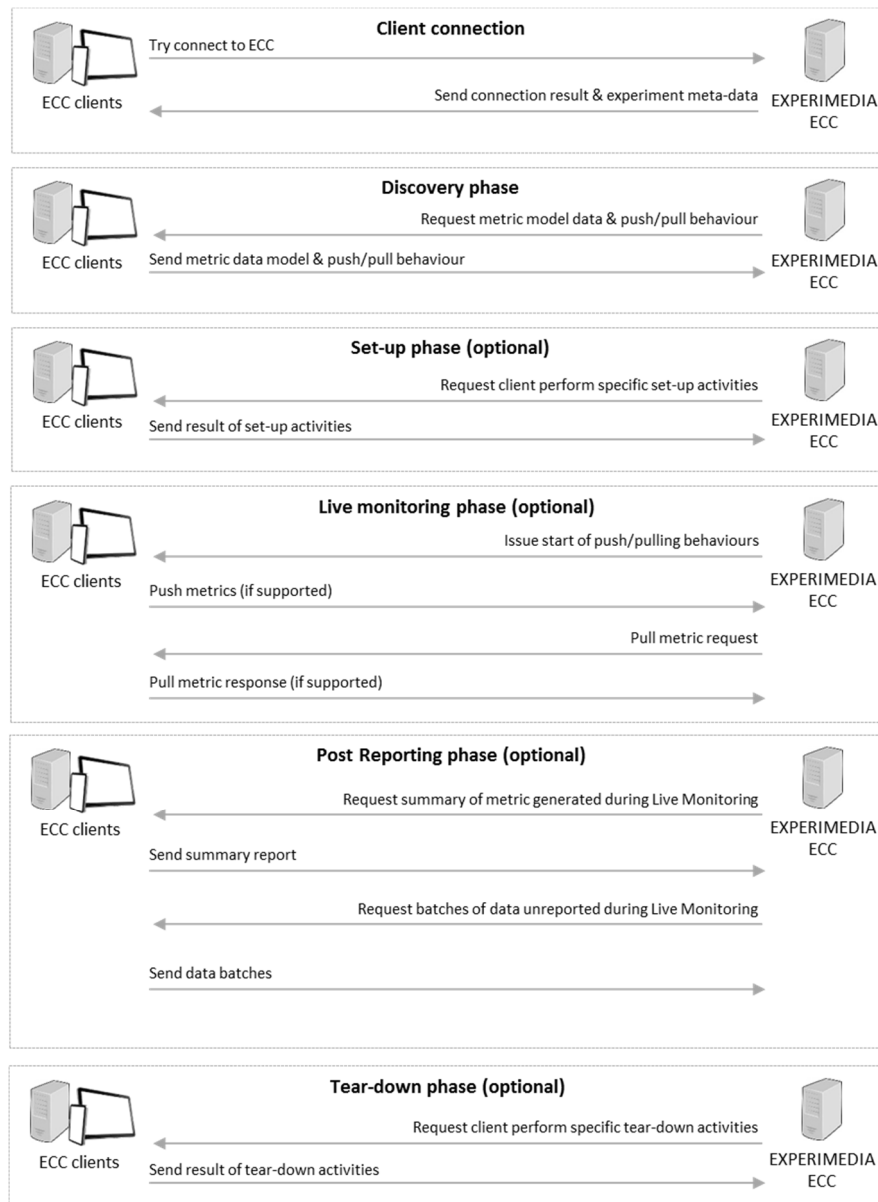 Client connection
Try connect to ECC
Send connection result & experiment meta-data
ECC clients
EXPERIMEDIA
ECC
Discovery phase
Request metric model data & push/pull behaviour
ECC clients
Send metric data model & push/pull behaviour
EXPERIMEDIA
ECC
Set-up phase (optional)
Request client perform specific set-up activities
ECC clients
Send result of set-up activities
EXPERIMEDIA
ECC
Live monitoring phase (optional)
Issue start of push/pulling behaviours
ECC clients
EXPERIMEDIA
ECC
Push metrics (if supported)
Pull metric request
Pull metric response (if supported)
Post Reporting phase (optional)
Request summary of metric generated during Live Monitoring
ECC clients
EXPERIMEDIA
ECC
Send summary report
Request batches of data unreported during Live Monitoring
Send data batches
Tear-down phase (optional)
Request client perform specific tear-down activities
ECC clients
Send result of tear-down activities
EXPERIMEDIA
ECC